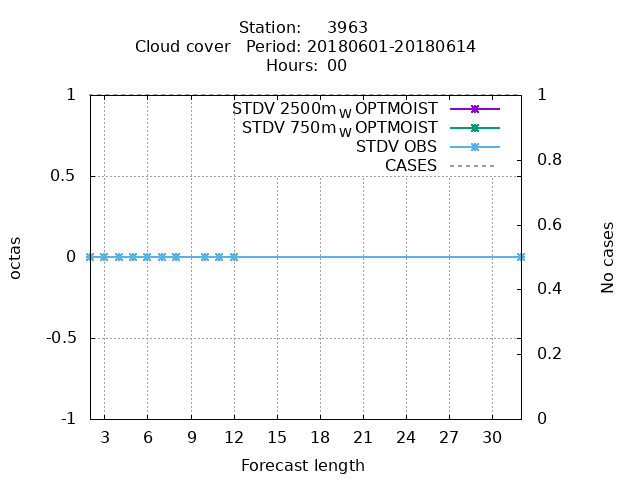 Station: 3963
Cloud cover Period: 20180601-20180614
Hours: 00
1 1
STDV 2500m W OPTMOIST
STDV 750m W OPTMOIST
STDV OBS
CASES
0.8
0.5
0.6
octas
No cases
0
0.4
-0.5
0.2
-1 0
3 6 9 12 15 18 21 24 27 30
Forecast length